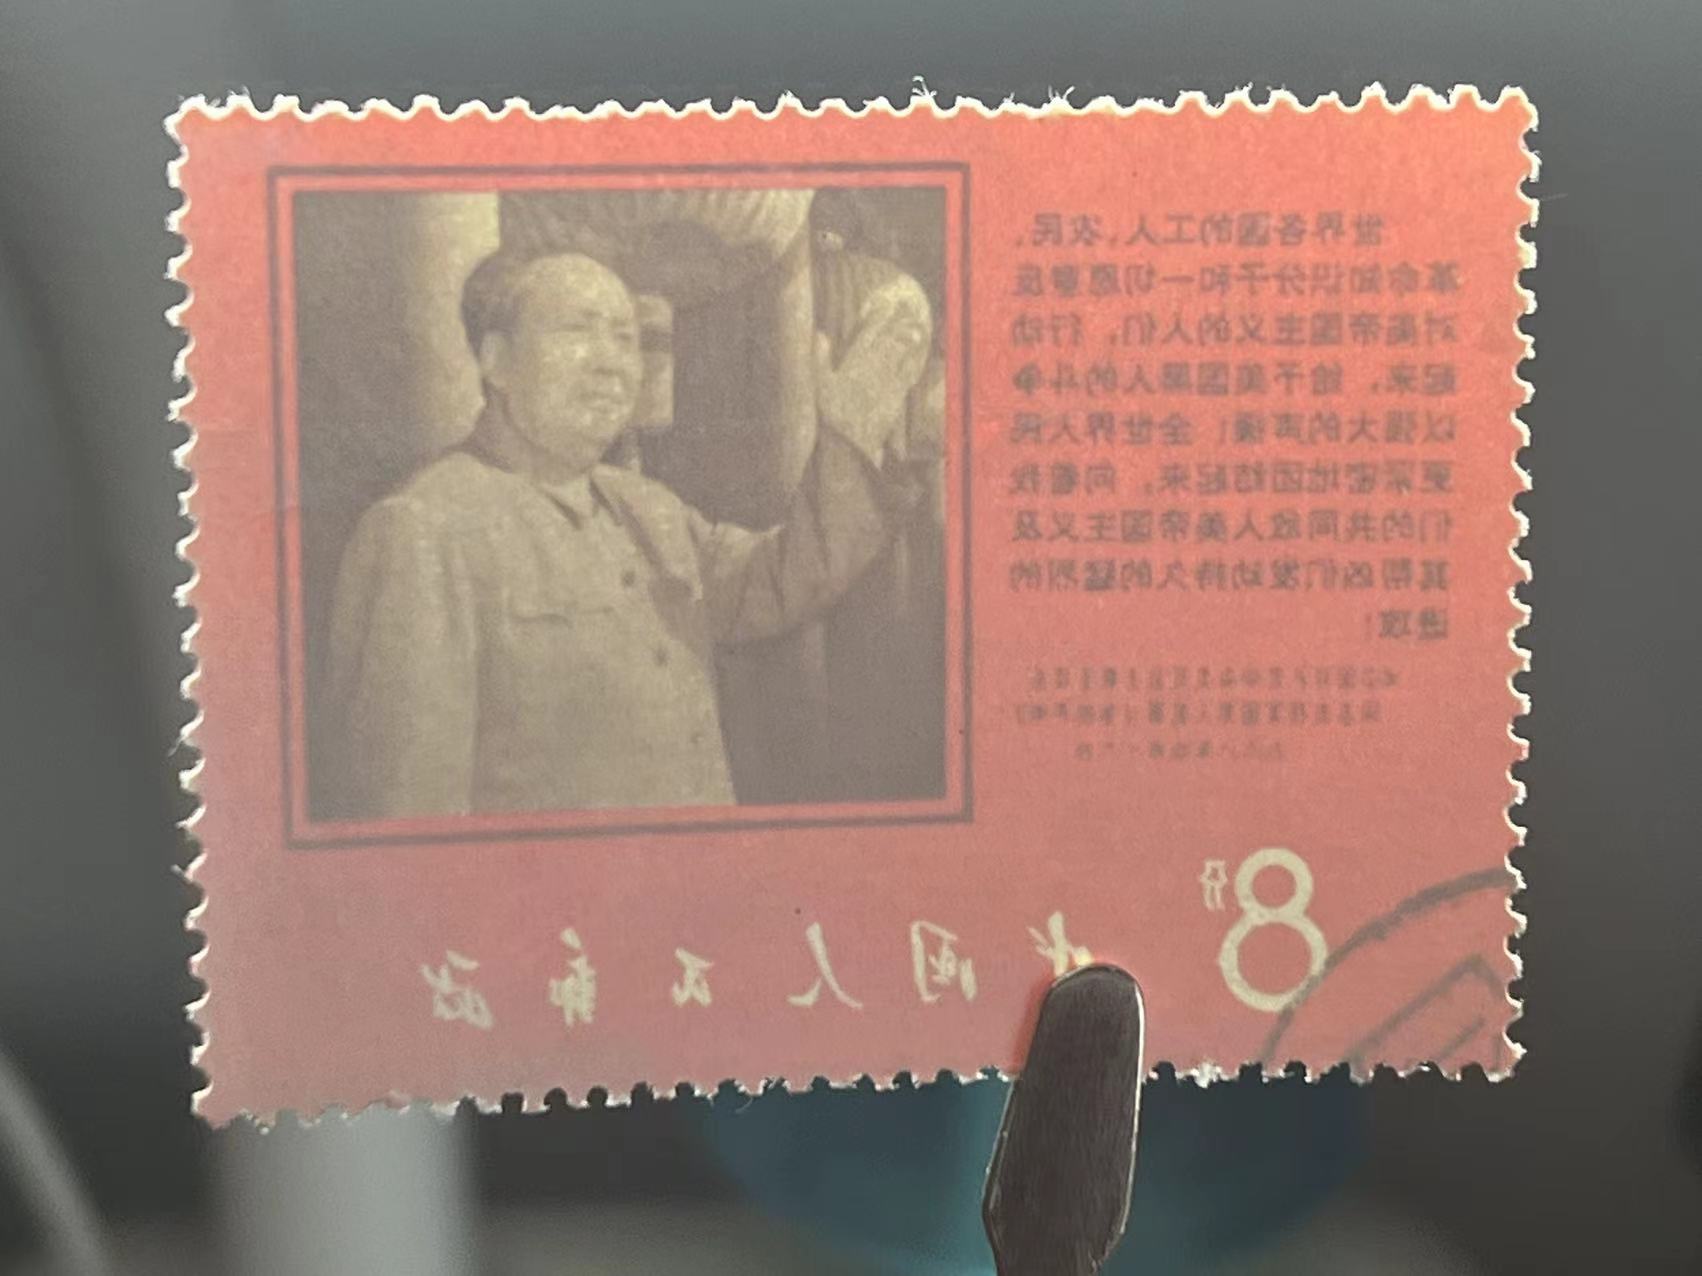 世界各国的工人、农民、
革命知识分子和一切愿意反
对美帝国主义的人们，行动
起来，给予美国黑人的斗争
以强大的声援！全世界人民
更紧密地团结起来，向着我
们的共同敌人美帝国主义及
其帮凶们发动持久的猛烈的
进攻！
8分
中国人民邮政